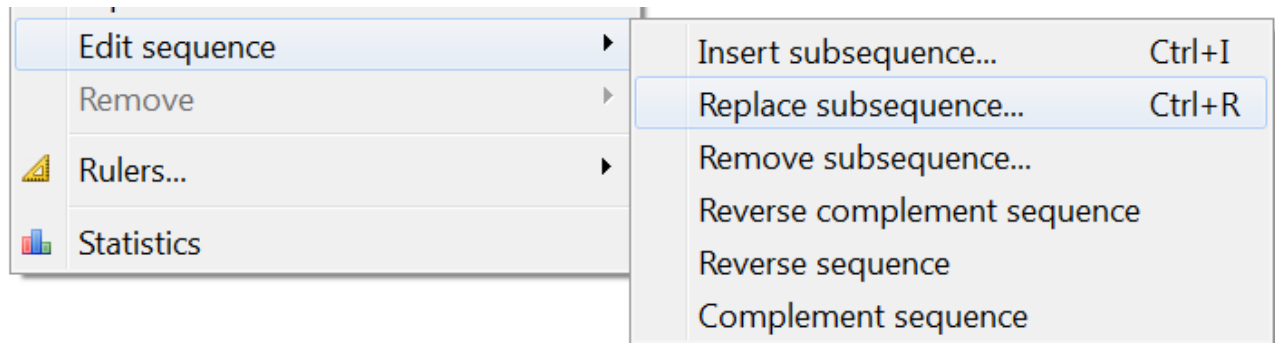 Edit sequence
Remove
Rulers...
Statistics
Insert subsequence... Ctrl+I
Replace subsequence... Ctrl+R
Remove subsequence...
Reverse complement sequence
Reverse sequence
Complement sequence